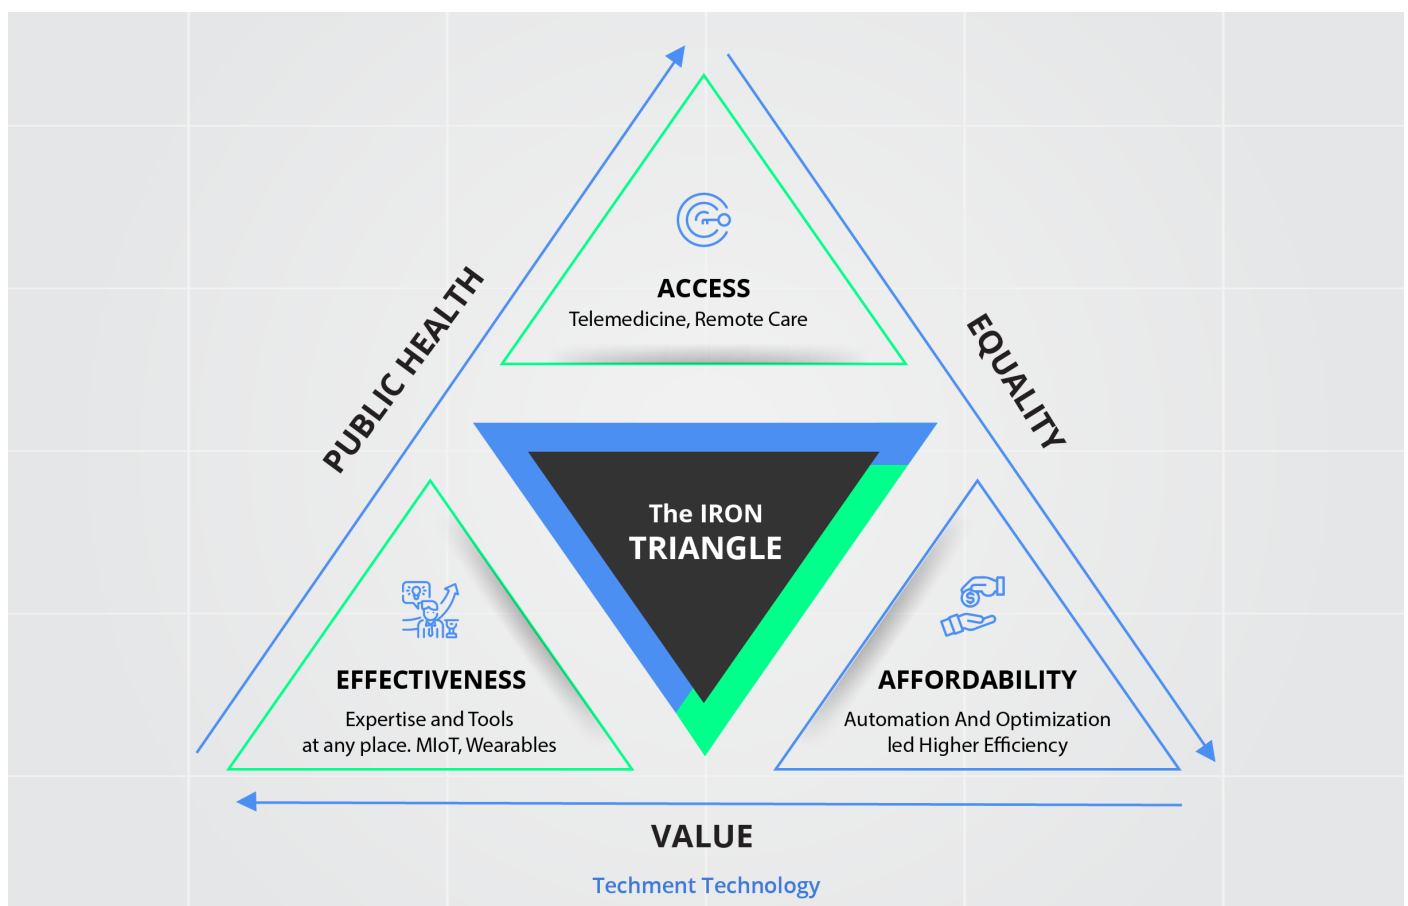 PUBLIC HEALTH
EQUALITY
ACCESS
Telemedicine, Remote Care
The IRON
TRIANGLE
EFFECTIVENESS
Expertise and Tools
at any place. MIoT, Wearables
AFFORDABILITY
Automation And Optimization
led Higher Efficiency
VALUE
Techment Technology